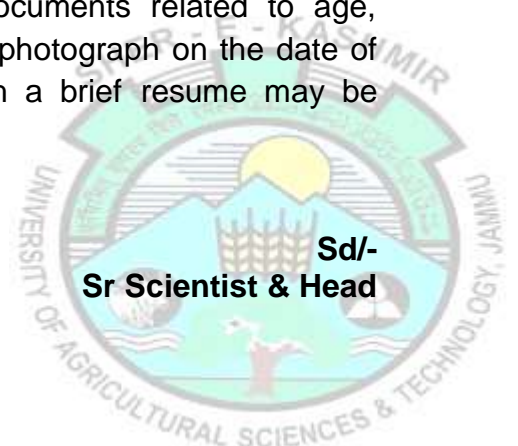 ocuments related to age,
photograph on the date of
a brief resume may be
Sd/-
Sr Scientist & Head
SHER - E - KASHMIR
UNIVERSITY OF AGRICULTURAL SCIENCES & TECHNOLOGY, JAMMU